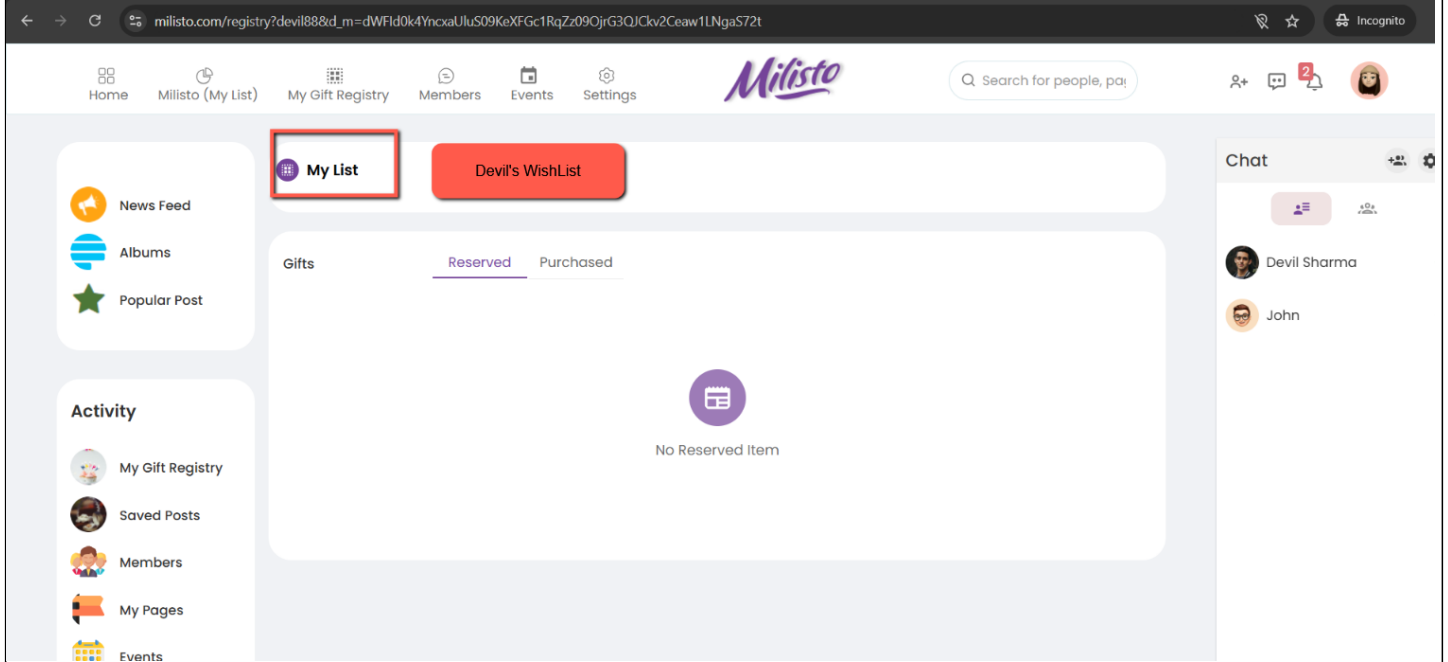 milisto.com/registry?devil88&d_m=dWFId0k4YncxaUluS09KeXFGc1RqZz09OjrG3QJCkv2Ceaw1LNgaS72t
Incognito
Home
Milisto (My List)
My Gift Registry
Members
Events
Settings
Milisto
Search for people, pag
2
My List
Devil's WishList
News Feed
Albums
Popular Post
Gifts
Reserved
Purchased
No Reserved Item
Activity
My Gift Registry
Saved Posts
Members
My Pages
Events
Chat
Devil Sharma
John